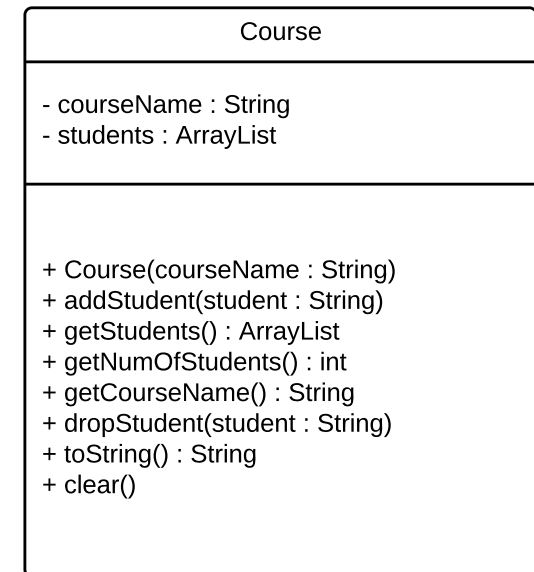 Course
- courseName : String
- students : ArrayList
+ Course(courseName : String)
+ addStudent(student : String)
+ getStudents() : ArrayList
+ getNumOfStudents() : int
+ getCourseName() : String
+ dropStudent(student : String)
+ toString() : String
+ clear()